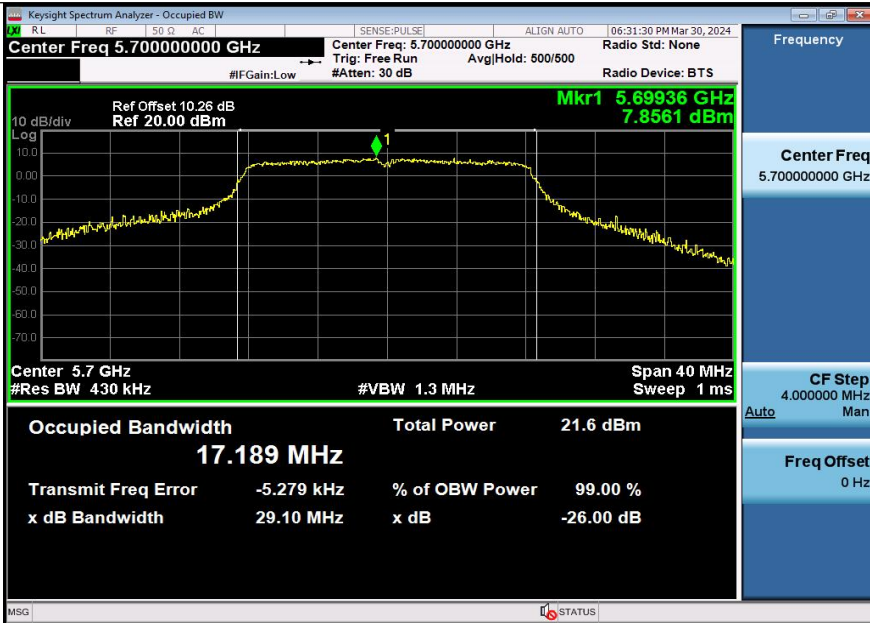 Keysight Spectrum Analyzer - Occupied BW
LXI RL RF 50 Ω AC SENSE:PULSE ALIGN AUTO 06:31:30 PM Mar 30, 2024
Center Freq 5.700000000 GHz
Center Freq: 5.700000000 GHz
Radio Std: None
Trig: Free Run Avg|Hold: 500/500
#IFGain:Low
#Atten: 30 dB
Radio Device: BTS
Frequency
Ref Offset 10.26 dB
Mkr1 5.69936 GHz
10 dB/div Ref 20.00 dBm
7.8561 dBm
Log
1
10.0
0.00
-10.0
-20.0
-30.0
-40.0
-50.0
-60.0
-70.0
Center 5.7 GHz
Span 40 MHz
#Res BW 430 kHz
#VBW 1.3 MHz
Sweep 1 ms
Occupied Bandwidth
17.189 MHz
Total Power 21.6 dBm
Transmit Freq Error -5.279 kHz
% of OBW Power 99.00 %
x dB Bandwidth 29.10 MHz
x dB -26.00 dB
Center Freq
5.700000000 GHz
CF Step
4.000000 MHz
Auto Man
Freq Offset
0 Hz
MSG
STATUS